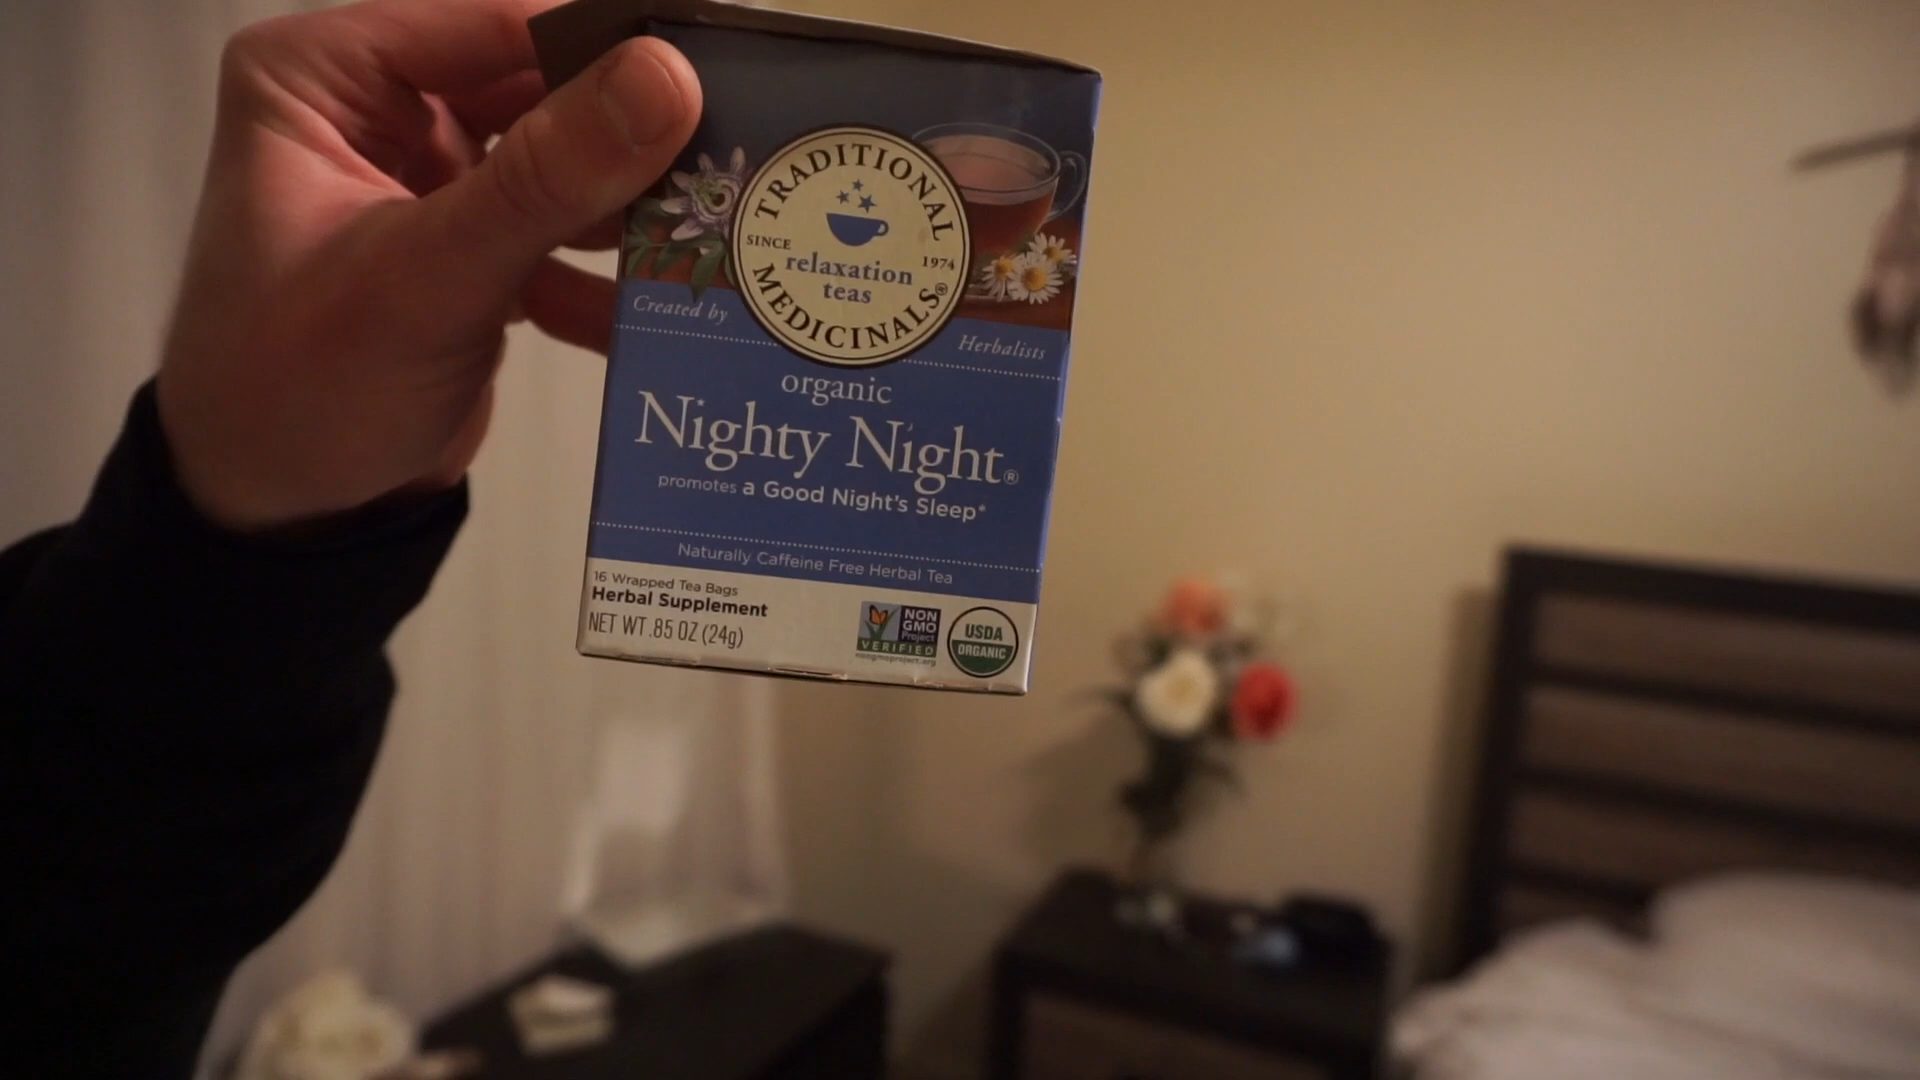 TRADITIONAL
SINCE 1974
relaxation
teas
MEDICINALS®
Created by
Herbalists
organic
Nighty Night®
promotes a Good Night's Sleep*
Naturally Caffeine Free Herbal Tea
16 Wrapped Tea Bags
Herbal Supplement
NET WT .85 OZ (24g)
NON
GMO
Project
VERIFIED
nongmoproject.org
USDA
ORGANIC